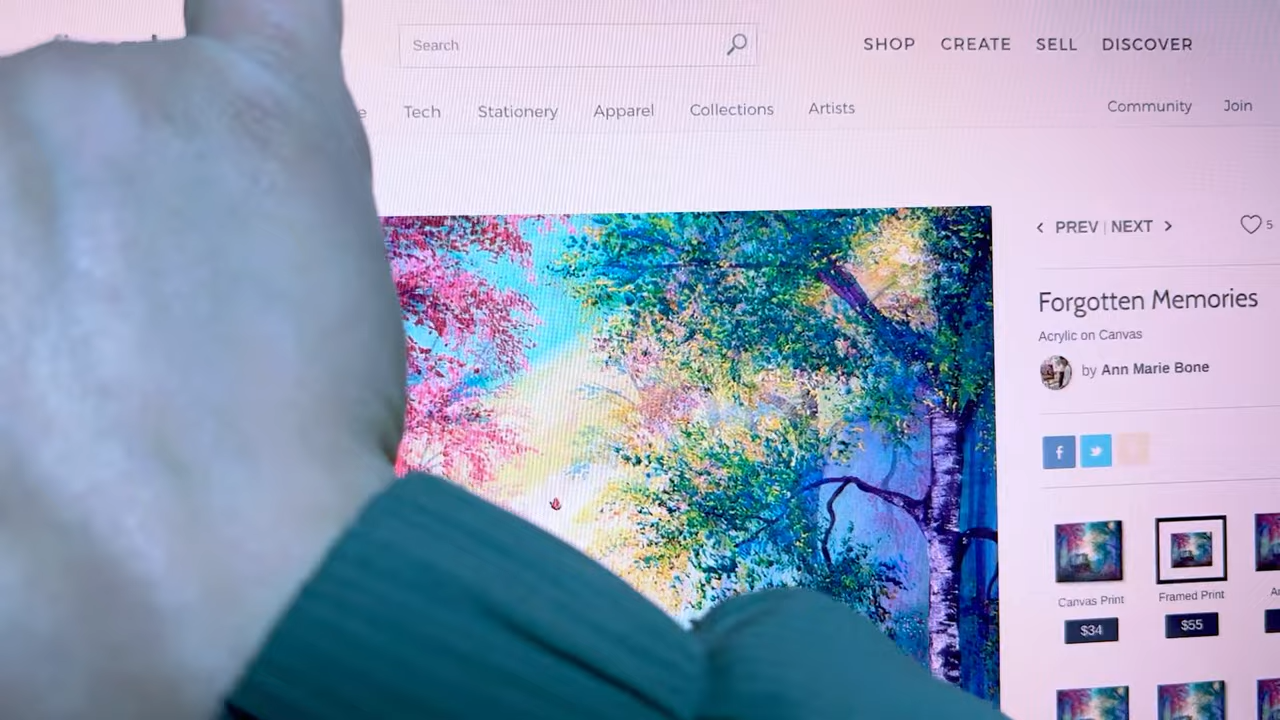 Search
SHOP CREATE SELL DISCOVER
Tech Stationery Apparel Collections Artists
Community Join
PREV | NEXT
5
Forgotten Memories
Acrylic on Canvas
by Ann Marie Bone
f
Canvas Print Framed Print
$34 $55